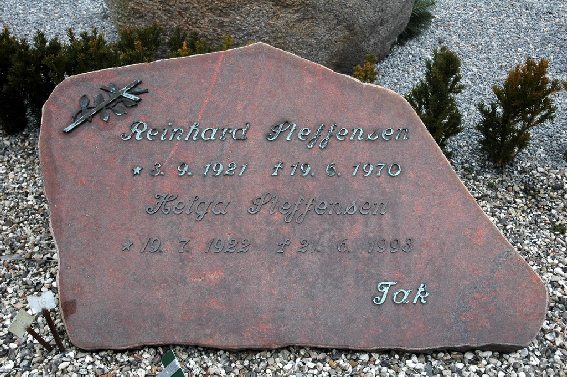 Reinhard Steffensen
* 3. 9. 1921 † 19. 6. 1970
Helga Steffensen
* 19. 7. 1922 † 21. 6. 1998
Tak